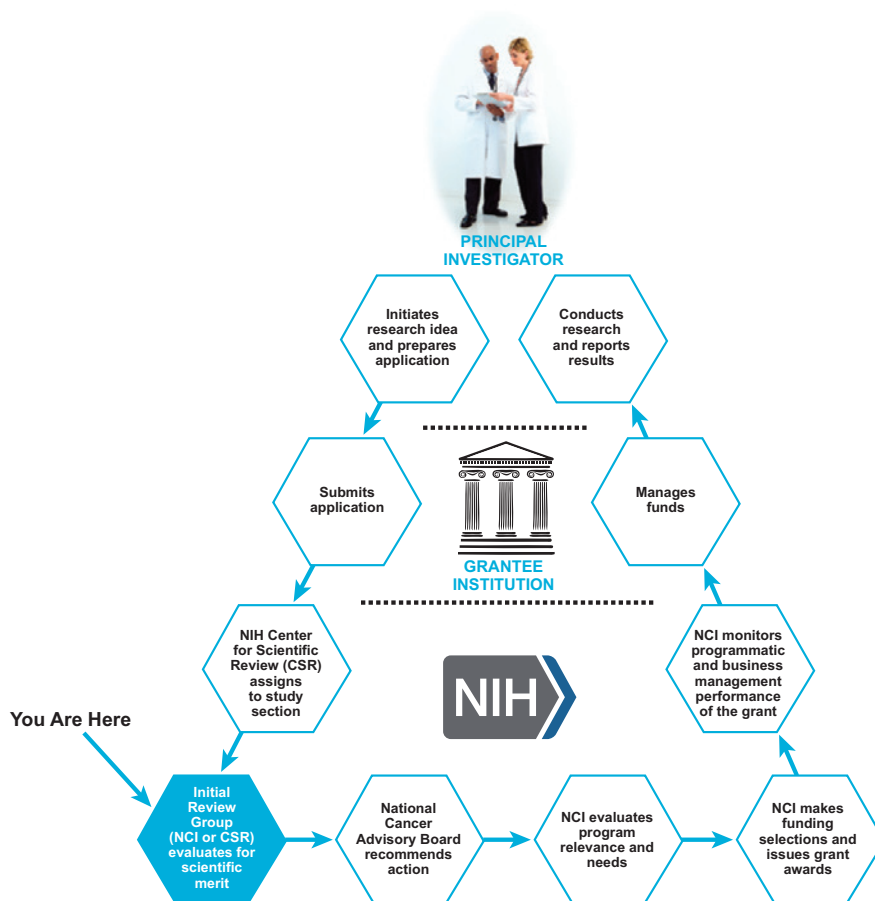 PRINCIPAL
INVESTIGATOR
Initiates
research idea
and prepares
application
Conducts
research
and reports
results
Submits
application
Manages
funds
GRANTEE
INSTITUTION
NIH Center
for Scientific
Review (CSR)
assigns
to study
section
NIH
NCI monitors
programmatic
and business
management
performance
of the grant
You Are Here
Initial
Review
Group
(NCI or CSR)
evaluates for
scientific
merit
National
Cancer
Advisory Board
recommends
action
NCI evaluates
program
relevance and
needs
NCI makes
funding
selections and
issues grant
awards